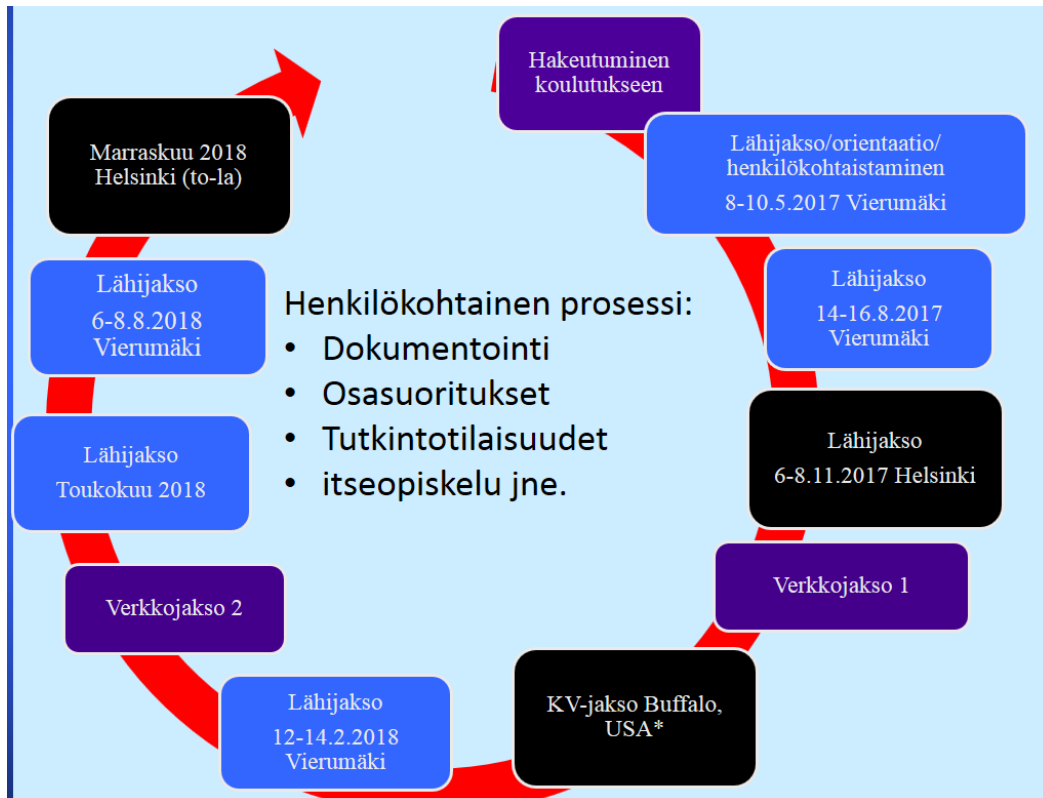 Hakeutuminen
koulutukseen
Lähijakso/orientaatio/
henkilökohtaistaminen
8-10.5.2017 Vierumäki
Lähijakso
14-16.8.2017
Vierumäki
Lähijakso
6-8.11.2017 Helsinki
Verkkojakso 1
KV-jakso Buffalo,
USA*
Lähijakso
12-14.2.2018
Vierumäki
Verkkojakso 2
Lähijakso
Toukokuu 2018
Lähijakso
6-8.8.2018
Vierumäki
Marraskuu 2018
Helsinki (to-la)
Henkilökohtainen prosessi:
• Dokumentointi
• Osasuoritukset
• Tutkintotilaisuudet
• itseopiskelu jne.